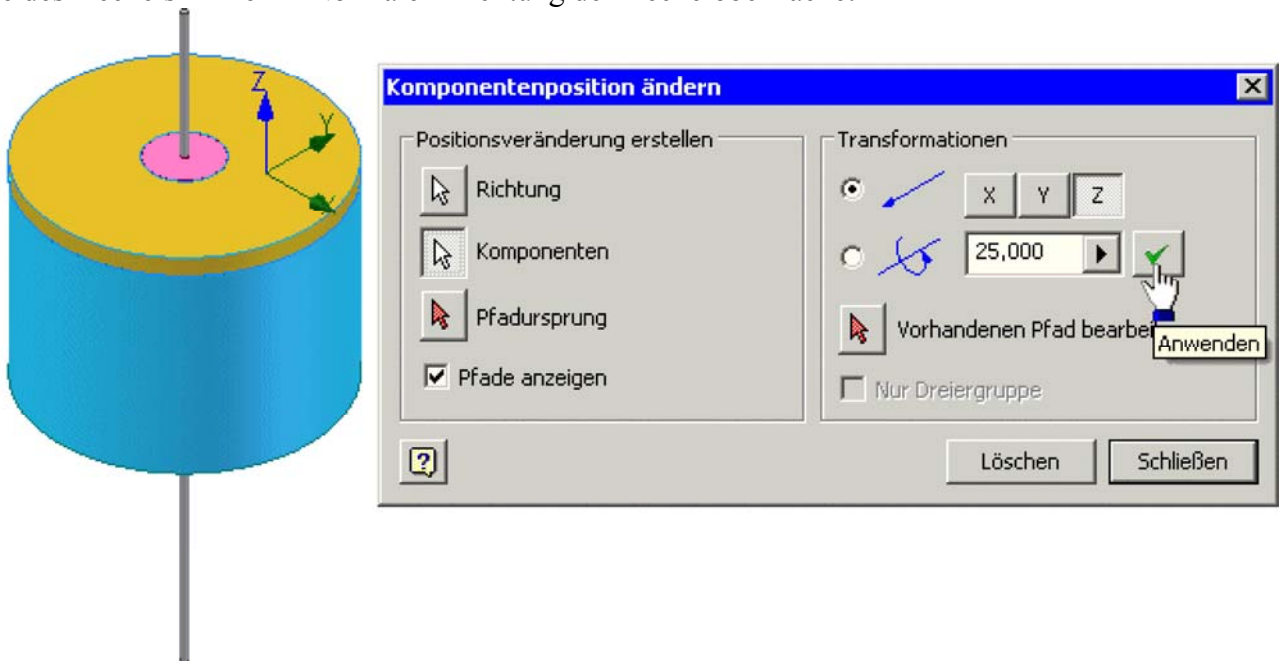 Komponentenposition ändern
Positionsveränderung erstellen
Richtung
Komponenten
Pfadursprung
Pfade anzeigen
Transformationen
X Y Z
25,000
Vorhandenen Pfad bearbei
Anwenden
Nur Dreiergruppe
Löschen
Schließen
Z
Y